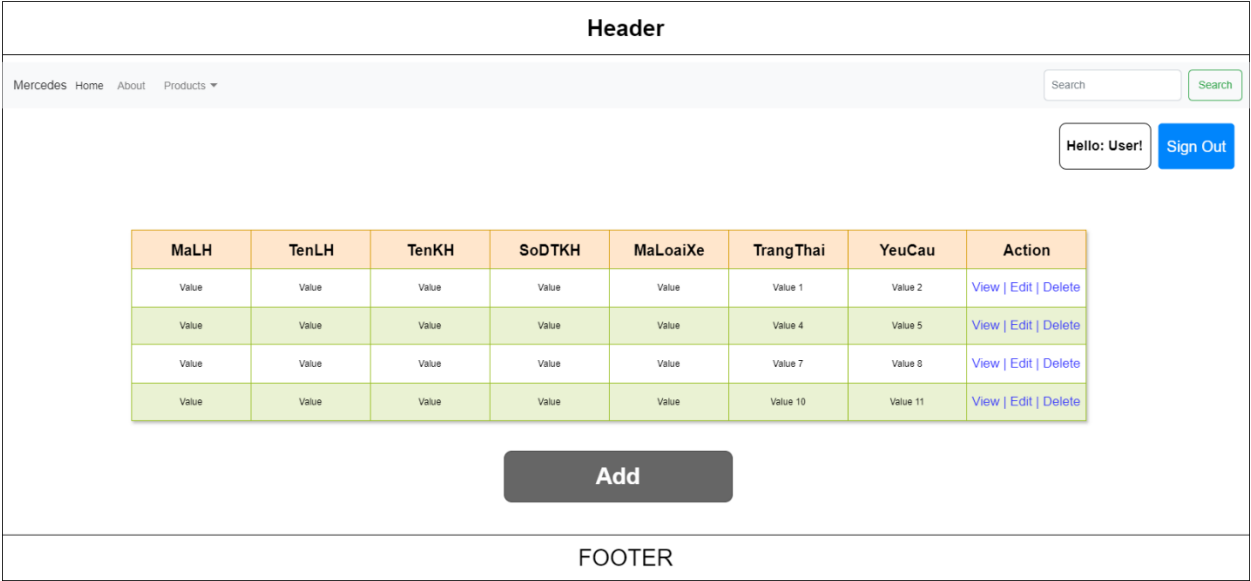 Header
Mercedes Home About Products Search Search
Hello: User! Sign Out
MaLH TenLH TenKH SoDTKH MaLoaiXe TrangThai YeuCau Action
Value Value Value Value Value Value 1 Value 2 View | Edit | Delete
Value Value Value Value Value Value 4 Value 5 View | Edit | Delete
Value Value Value Value Value Value 7 Value 8 View | Edit | Delete
Value Value Value Value Value Value 10 Value 11 View | Edit | Delete
Add
FOOTER